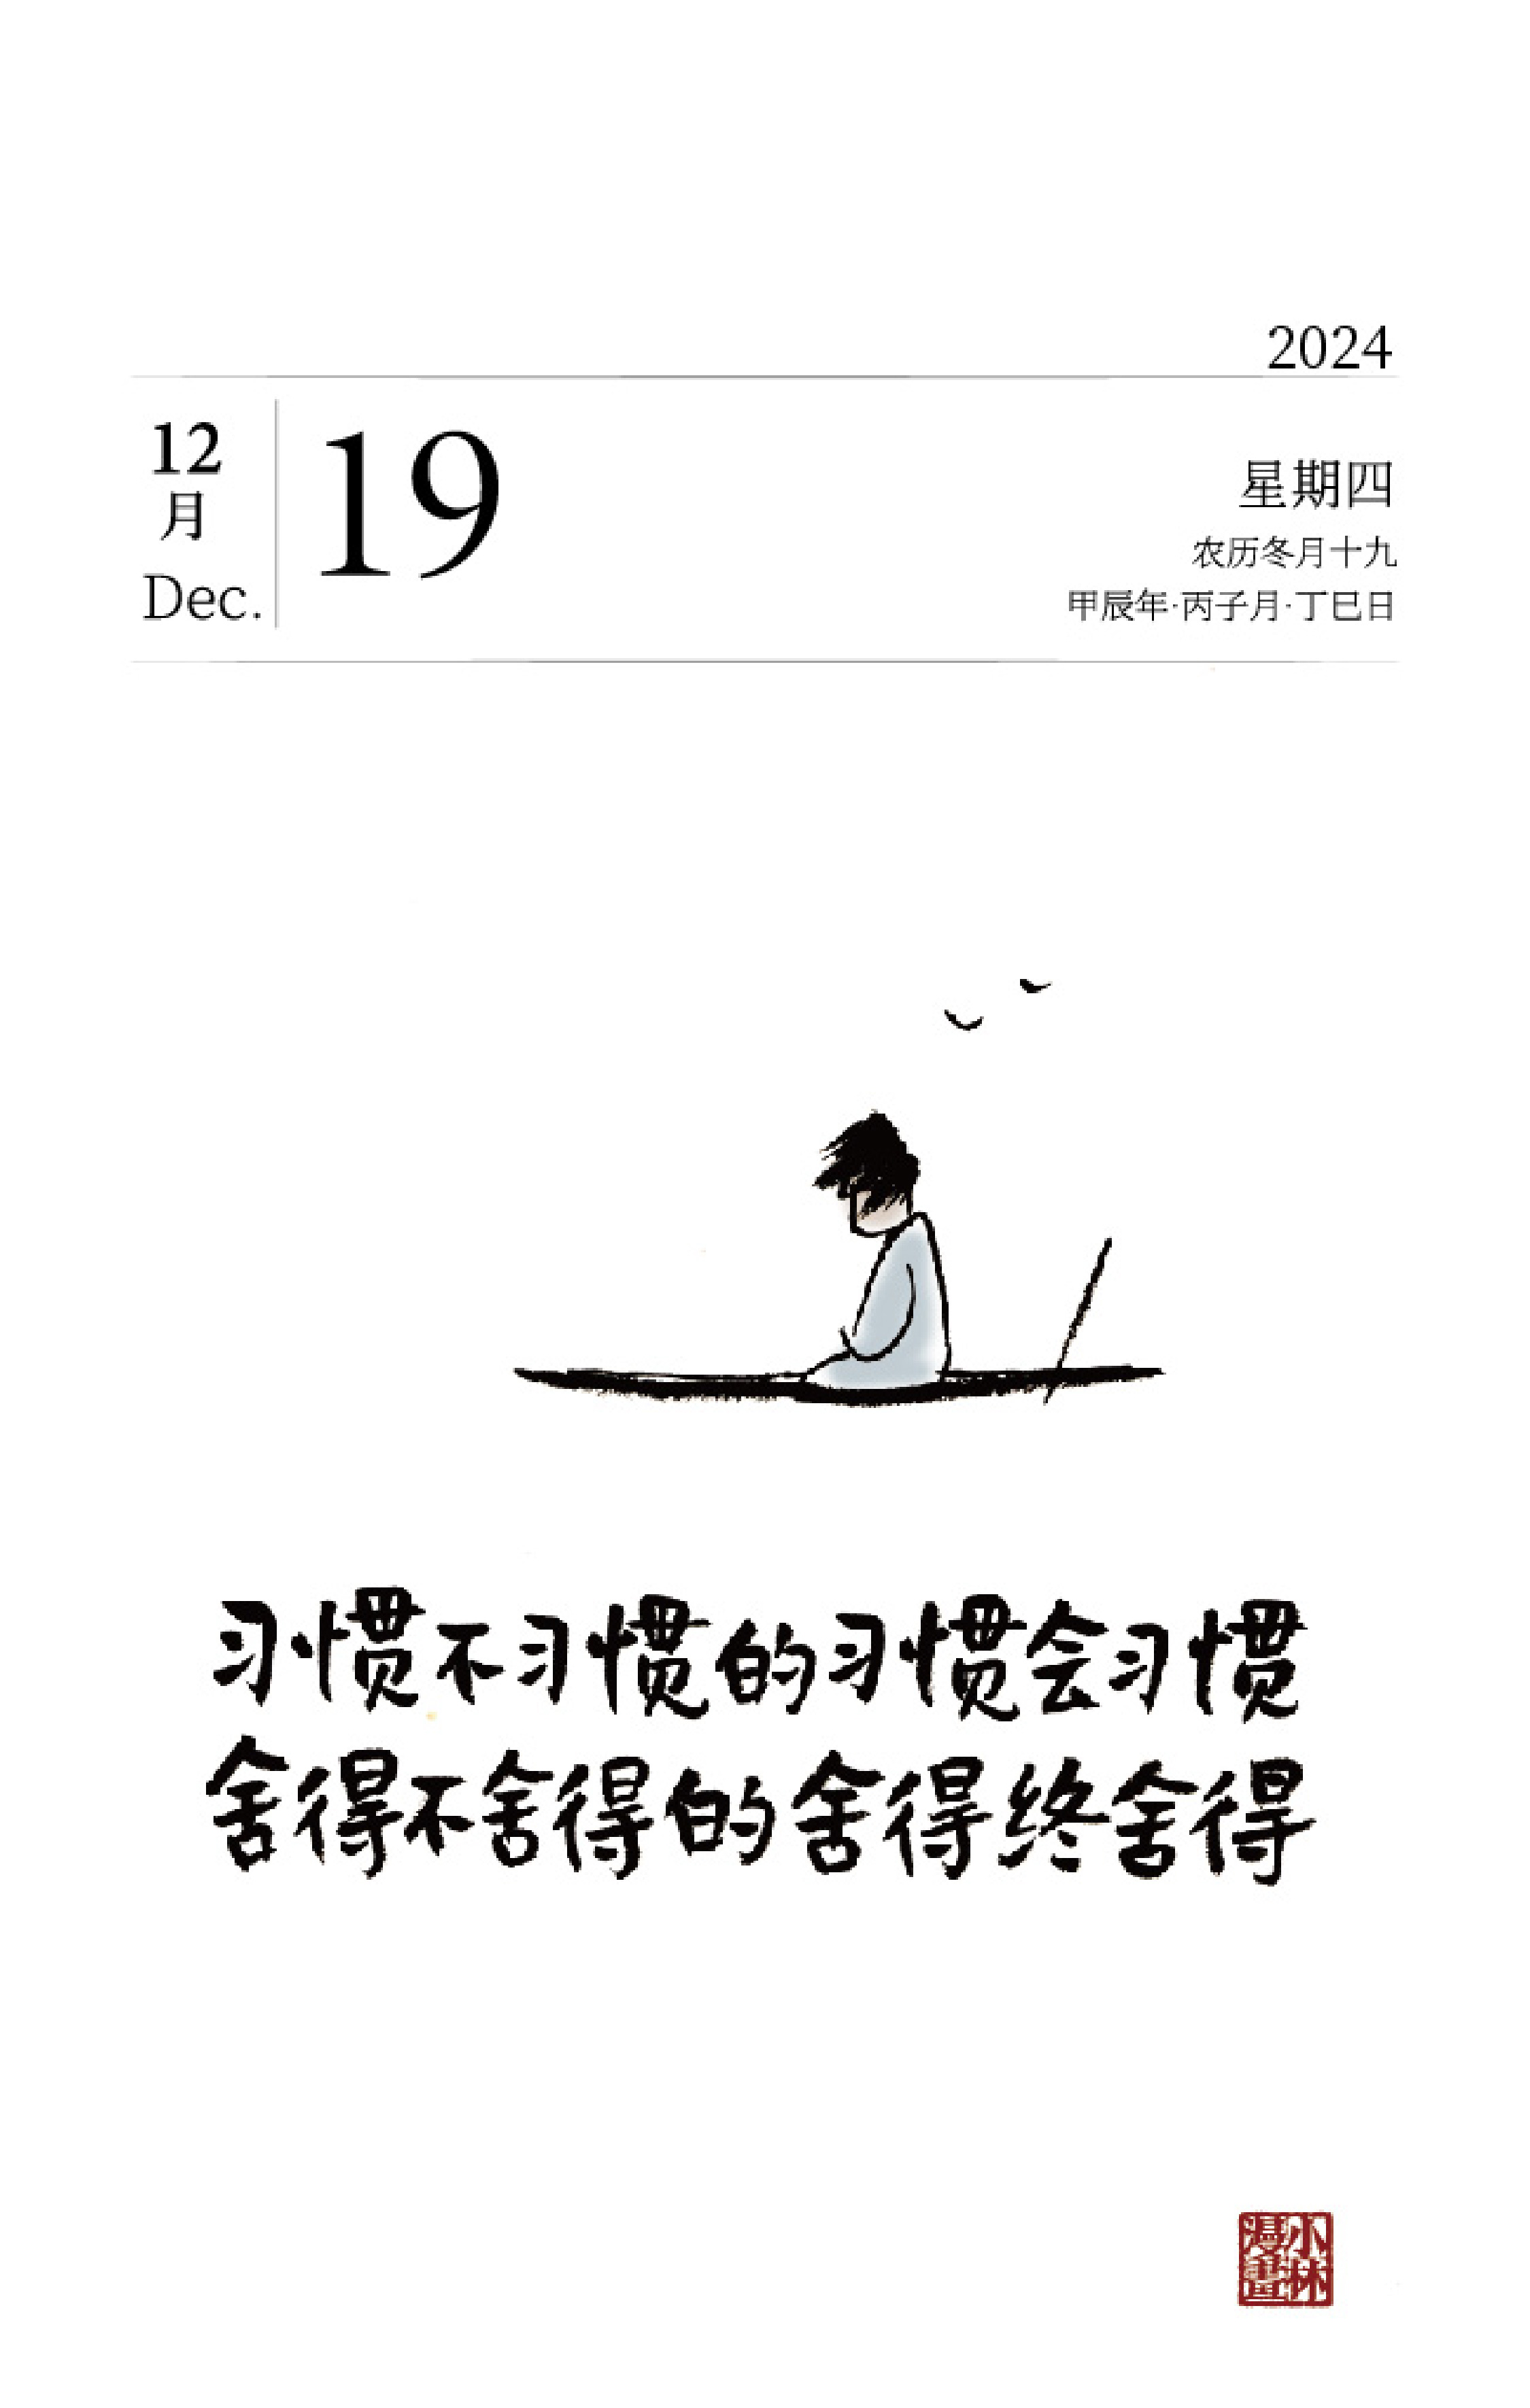 2024
12
月
Dec.
19
星期四
农历冬月十九
甲辰年·丙子月·丁巳日
习惯不习惯的习惯会习惯
舍得不舍得的舍得终舍得
小林
漫畫